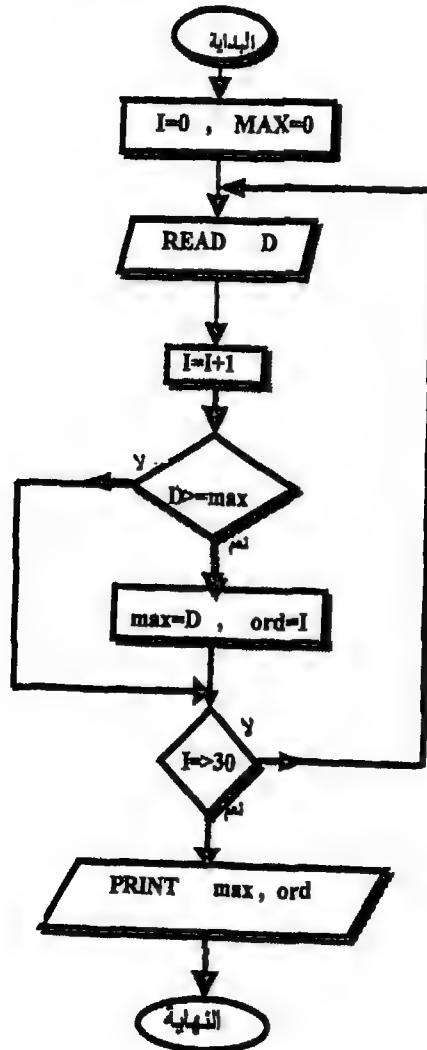 البداية
I=0 , MAX=0
READ D
I=I+1
لا
D>=max
نعم
max=D , ord=I
لا
I=>30
نعم
PRINT max, ord
النهاية